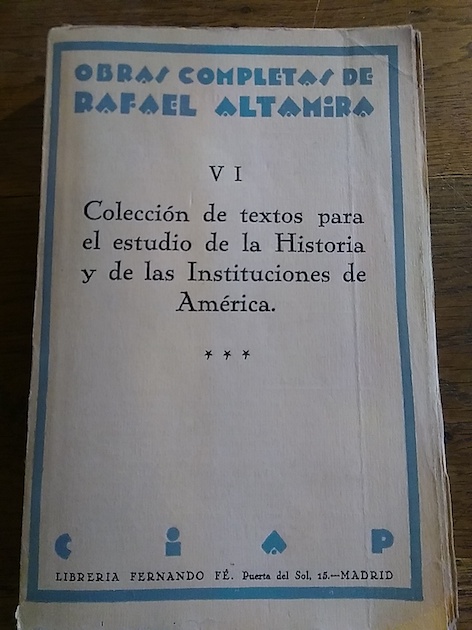 OBRAS COMPLETAS DE
RAFAEL ALTAMiRA
V I
Colección de textos para
el estudio de la Historia
y de las Instituciones de
América.
* * *
C i A P
LIBRERIA FERNANDO FÉ. Puerta del Sol, 15.—MADRID